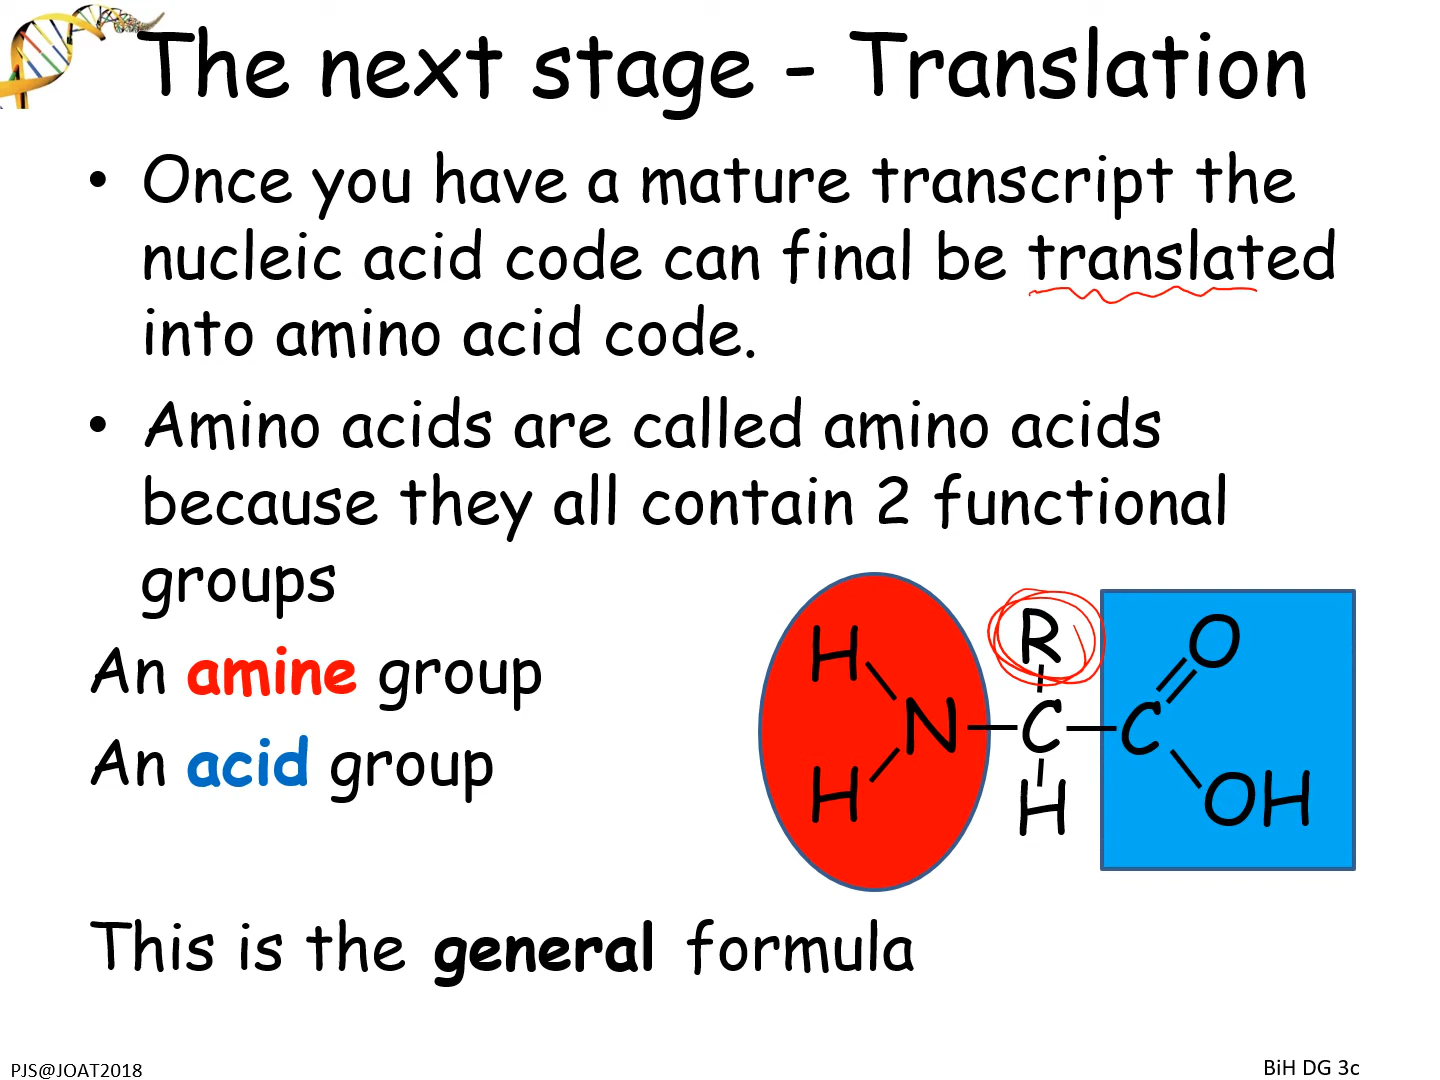 The next stage - Translation
• Once you have a mature transcript the
nucleic acid code can final be translated
into amino acid code.
• Amino acids are called amino acids
because they all contain 2 functional
groups
An amine group
An acid group
H R O
N C C
H H OH
This is the general formula
PJS@JOAT2018
BiH DG 3c